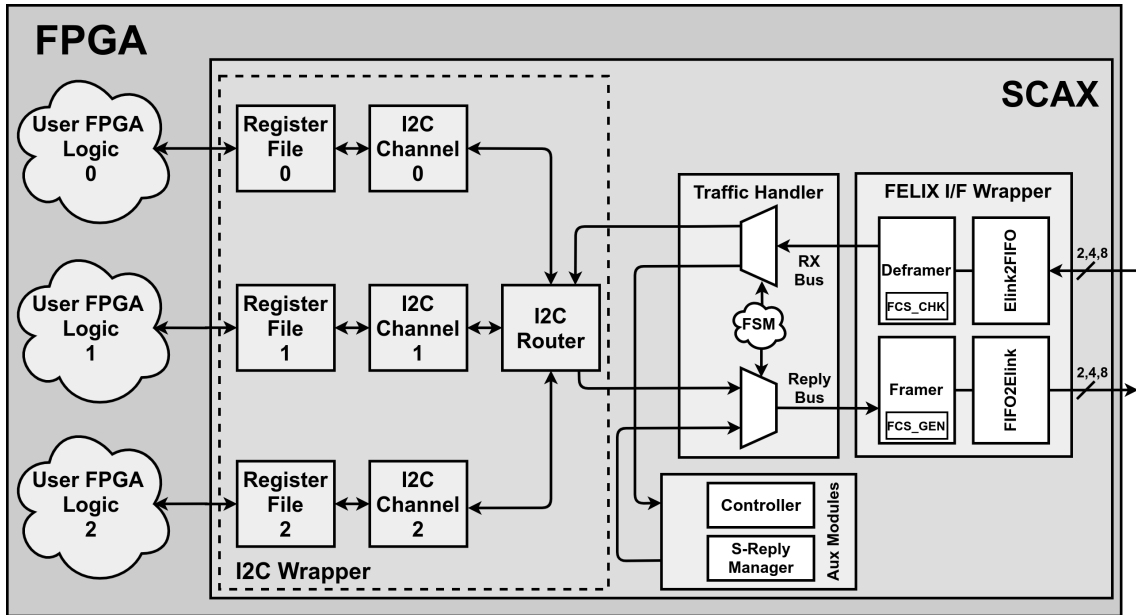 FPGA
SCAX
User FPGA
Logic
0
Register
File
0
I2C
Channel
0
User FPGA
Logic
1
Register
File
1
I2C
Channel
1
I2C
Router
User FPGA
Logic
2
Register
File
2
I2C
Channel
2
I2C Wrapper
Traffic Handler
RX
Bus
FSM
Reply
Bus
FELIX I/F Wrapper
Deframer
FCS_CHK
Elink2FIFO
2,4,8
Framer
FCS_GEN
FIFO2Elink
2,4,8
Controller
S-Reply
Manager
Aux Modules